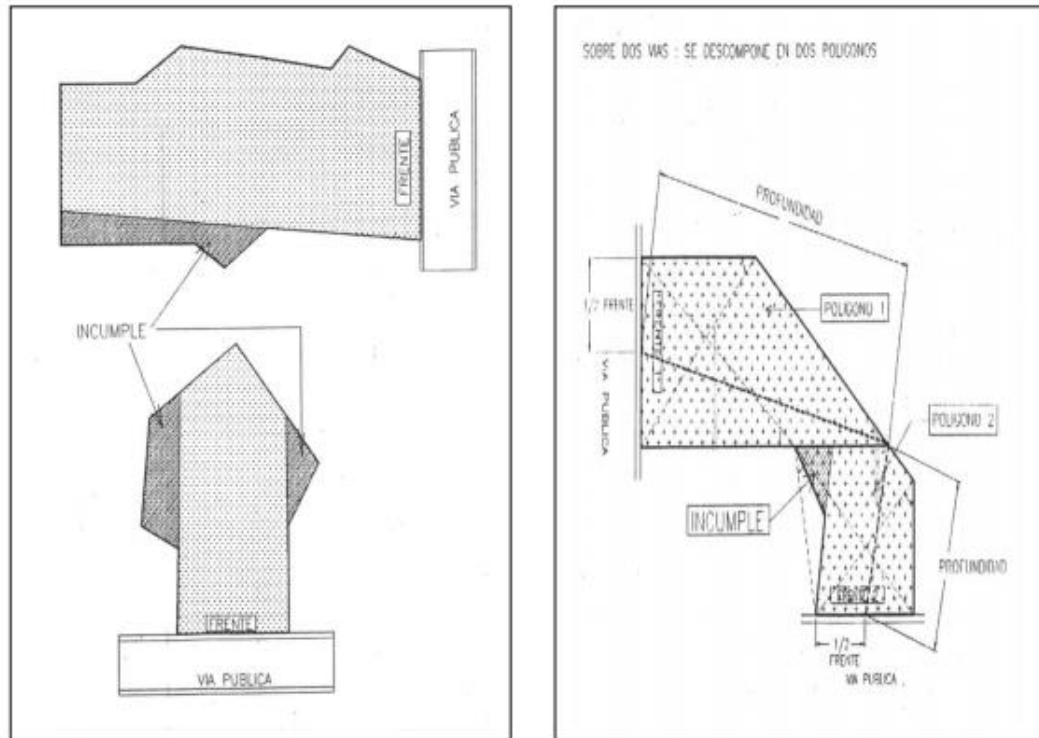 FRENTE
VIA PUBLICA
INCUMPLE
FRENTE
VIA PUBLICA
SOBRE DOS VIAS : SE DESCOMPONE EN DOS POLIGONOS
PROFUNDIDAD
1/2 FRENTE
POLIGONO 1
VIA PUBLICA
POLIGONO 2
INCUMPLE
PROFUNDIDAD
1/2
FRENTE
VIA PUBLICA